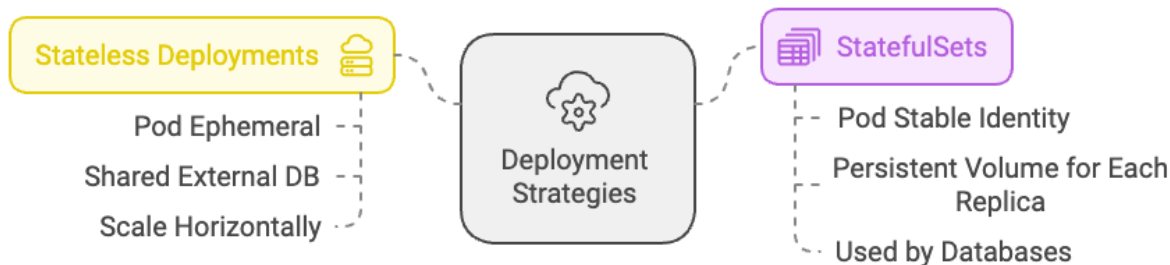 Stateless Deployments
Pod Ephemeral
Shared External DB
Scale Horizontally
Deployment
Strategies
StatefulSets
Pod Stable Identity
Persistent Volume for Each
Replica
Used by Databases